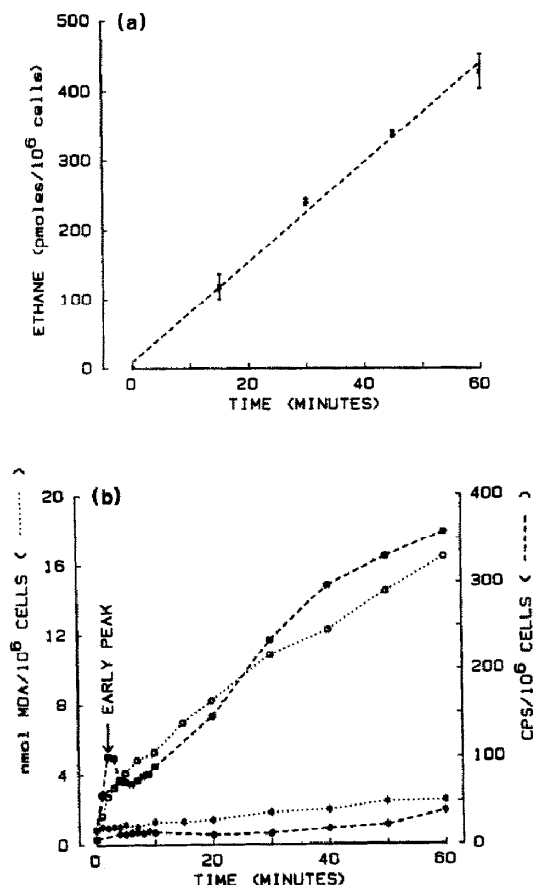 (a)
ETHANE (pmoles/10⁶ cells)
500
400
300
200
100
0
0 20 40 60
TIME (MINUTES)
(b)
nmol MDA/10⁶ CELLS ( ........ )
20
16
12
8
4
0
EARLY PEAK
CPS/10⁶ CELLS ( ----- )
400
300
200
100
0
0 20 40 60
TIME (MINUTES)